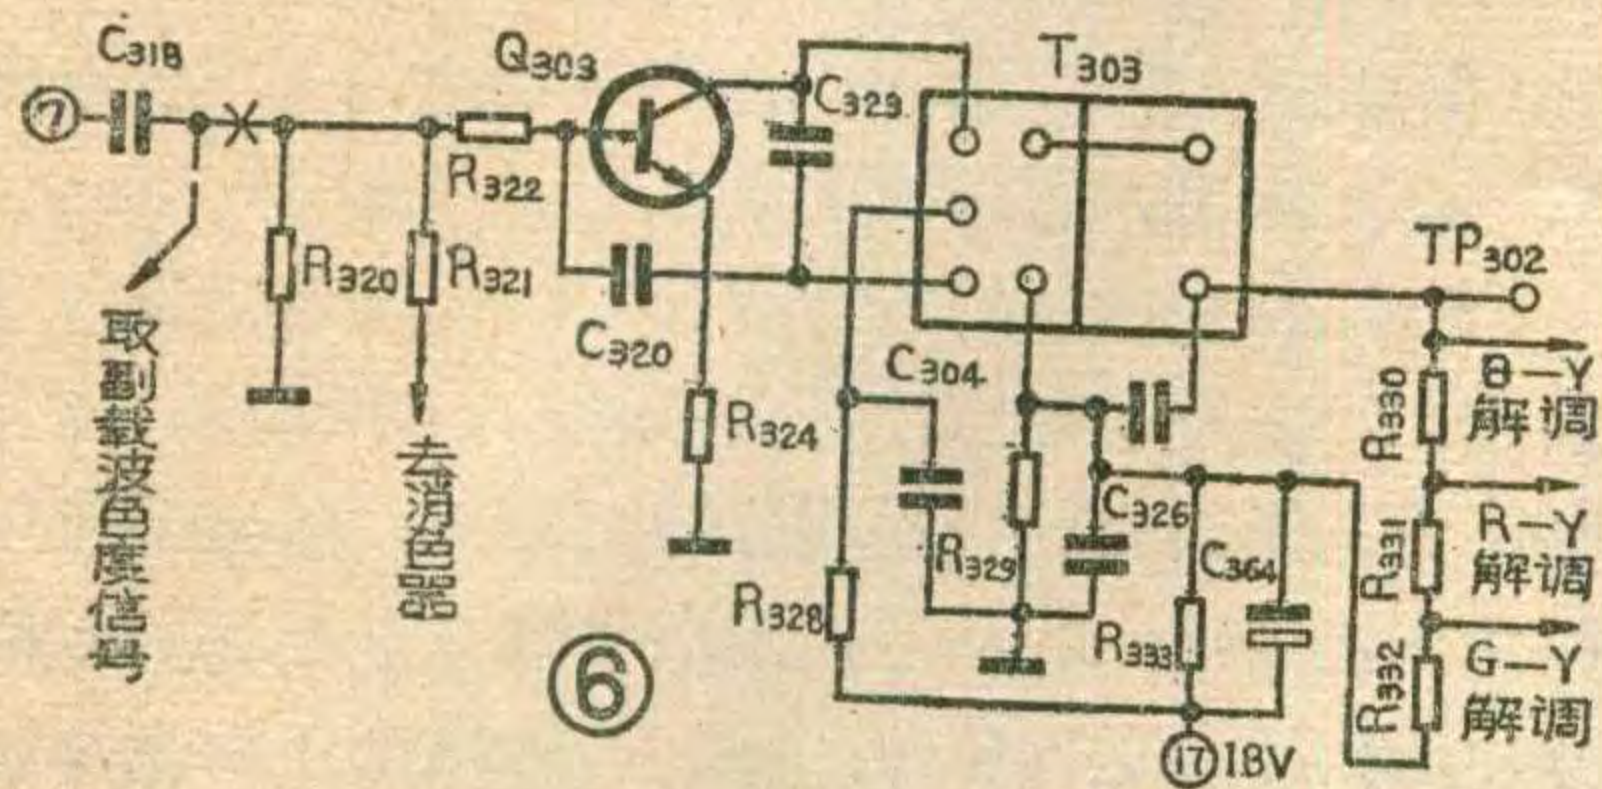 C318
Q303
T303
⑦
C323
R322
R320
R321
TP302
C320
C304
B—Y
解调
R330
R324
取副载波色度信号
去消色器
R329
C326
C364
R—Y
解调
R331
R328
R333
G—Y
解调
R332
⑥
⑰18V